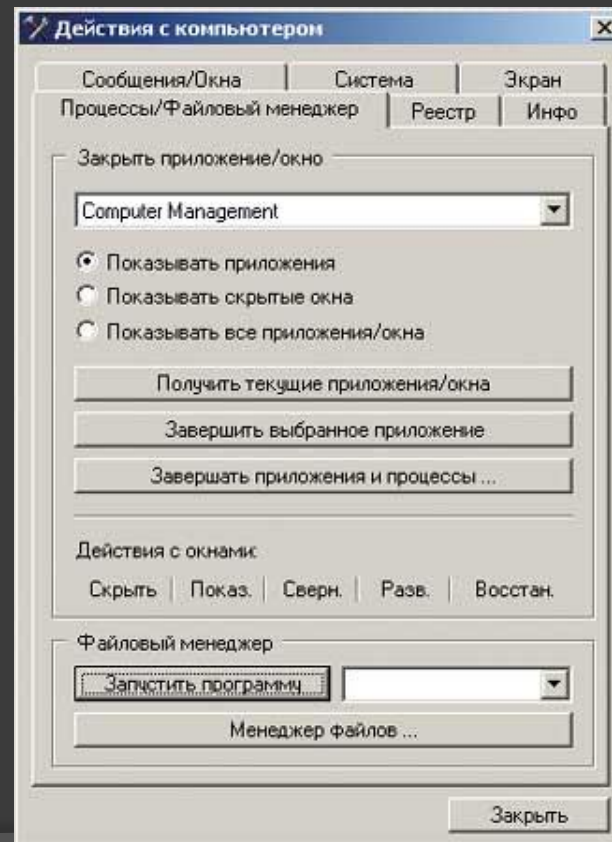 Действия с компьютером
Сообщения/Окна Система Экран
Процессы/Файловый менеджер Реестр Инфо
Закрыть приложение/окно
Computer Management
Показывать приложения
Показывать скрытые окна
Показывать все приложения/окна
Получить текущие приложения/окна
Завершить выбранное приложение
Завершать приложения и процессы ...
Действия с окнами:
Скрыть | Показ. | Сверн. | Разв. | Восстан.
Файловый менеджер
Запустить программу
Менеджер файлов ...
Закрыть